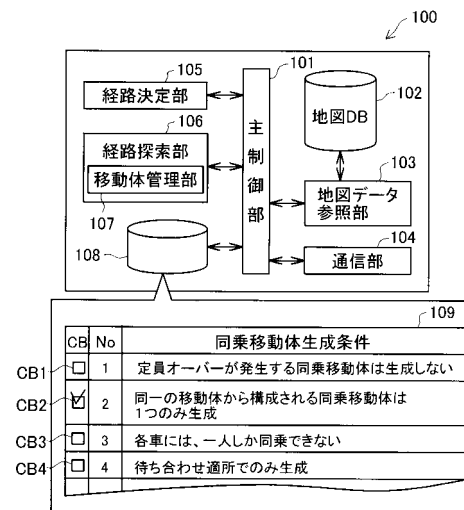 100
105
101
経路決定部
102
106
地図DB
経路探索部
主制御部
移動体管理部
103
107
地図データ
参照部
108
104
通信部
109
CB No 同乗移動体生成条件
CB1 1 定員オーバーが発生する同乗移動体は生成しない
CB2 2 同一の移動体から構成される同乗移動体は
1つのみ生成
CB3 3 各車には、一人しか同乗できない
CB4 4 待ち合わせ適所でのみ生成